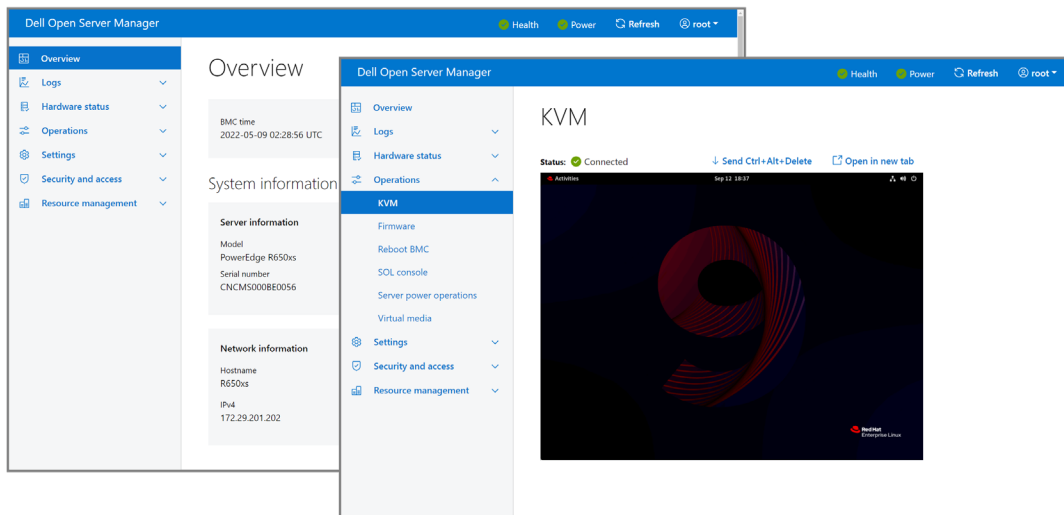 Dell Open Server Manager
Health Power Refresh root
Overview
Logs
Hardware status
Operations
Settings
Security and access
Resource management
Overview
BMC time
2022-05-09 02:28:56 UTC
System information
Server information
Model
PowerEdge R650xs
Serial number
CNCMS000BE0056
Network information
Hostname
R650xs
IPv4
172.29.201.202
Dell Open Server Manager
Health Power Refresh root
Overview
Logs
Hardware status
Operations
KVM
Firmware
Reboot BMC
SOL console
Server power operations
Virtual media
Settings
Security and access
Resource management
KVM
Status: Connected
Send Ctrl+Alt+Delete Open in new tab
Activities Sep 12 18:37
9
Red Hat
Enterprise Linux